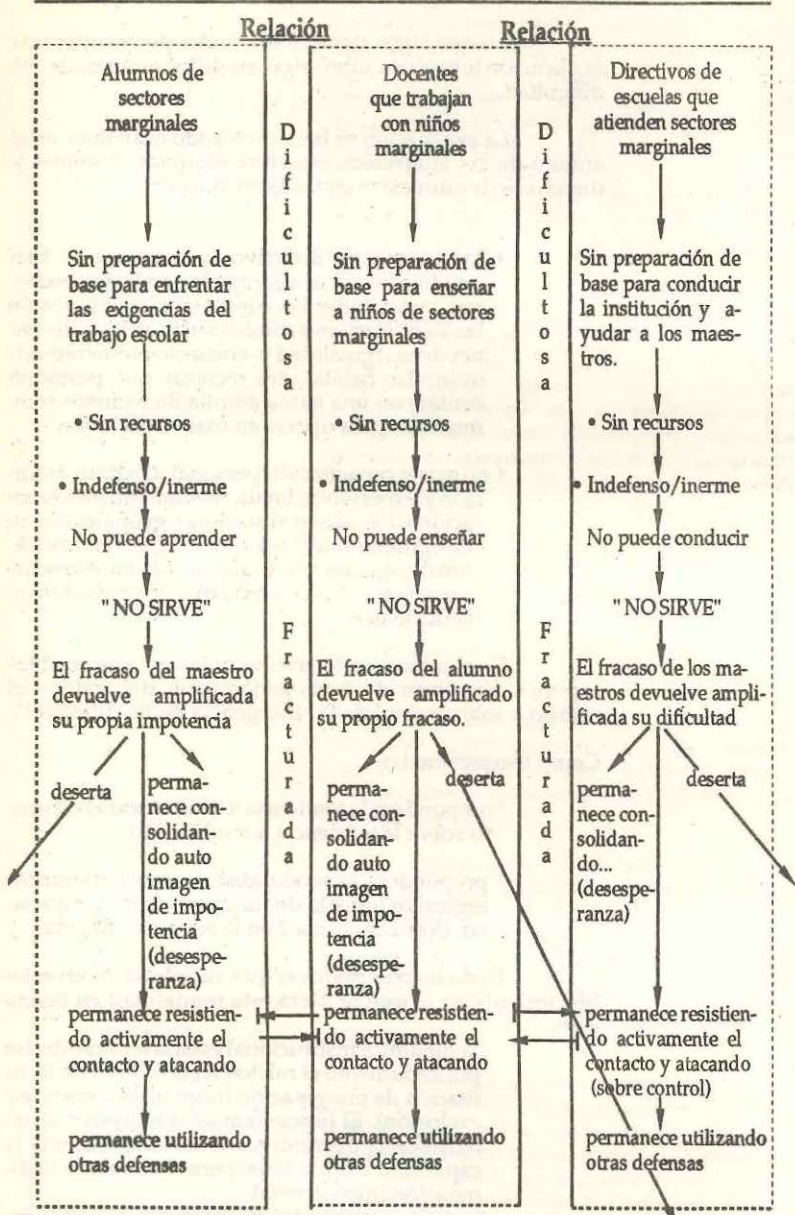 Relación
Relación
Alumnos de
sectores
marginales
Sin preparación de
base para enfrentar
las exigencias del
trabajo escolar
• Sin recursos
• Indefenso/inerme
No puede aprender
"NO SIRVE"
El fracaso del maestro
devuelve amplificada
su propia impotencia
deserta
perma-
nece con-
solidan-
do auto
imagen
de impo-
tencia
(desespe-
ranza)
permanece resistien-
do activamente el
contacto y atacando
permanece utilizando
otras defensas
Dificultosa
Fracturada
Docentes
que trabajan
con niños
marginales
Sin preparación de
base para enseñar
a niños de sectores
marginales
• Sin recursos
• Indefenso/inerme
No puede enseñar
"NO SIRVE"
El fracaso del alumno
devuelve amplificado
su propio fracaso.
perma-
nece con-
solidan-
do auto
imagen
de impo-
tencia
(desespe-
ranza)
deserta
permanece resistien-
do activamente el
contacto y atacando
permanece utilizando
otras defensas
Dificultosa
Fracturada
Directivos de
escuelas que
atienden sectores
marginales
Sin preparación de
base para conducir
la institución y a-
yudar a los maes-
tros.
• Sin recursos
• Indefenso/inerme
No puede conducir
"NO SIRVE"
El fracaso de los ma-
estros devuelve ampli-
ficada su dificultad
perma-
nece con-
solidan-
do...
(desespe-
ranza)
deserta
permanece resistien-
do activamente el
contacto y atacando
(sobre control)
permanece utilizando
otras defensas